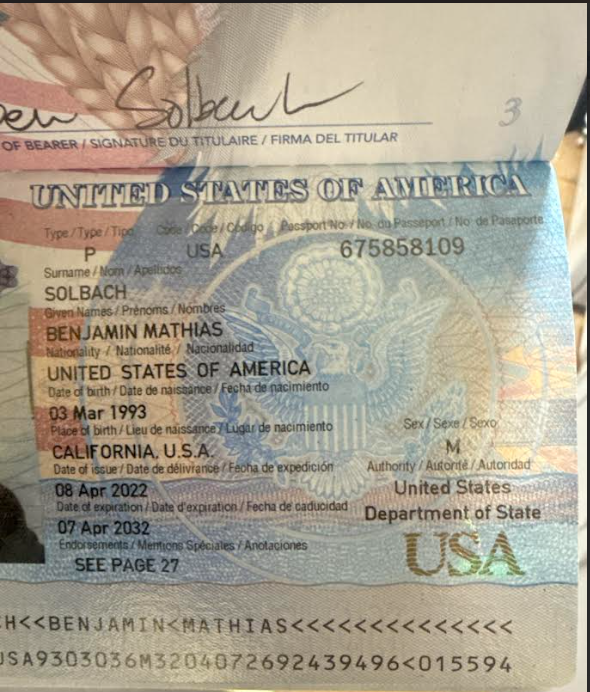 Solbach
3
OF BEARER / SIGNATURE DU TITULAIRE / FIRMA DEL TITULAR
UNITED STATES OF AMERICA
Type / Type / Tipo Code / Code / Código Passport No. / No. du Passeport / No. de Pasaporte
P USA 675858109
Surname / Nom / Apellidos
SOLBACH
Given Names / Prénoms / Nombres
BENJAMIN MATHIAS
Nationality / Nationalité / Nacionalidad
UNITED STATES OF AMERICA
Date of birth / Date de naissance / Fecha de nacimiento
03 Mar 1993
Place of birth / Lieu de naissance / Lugar de nacimiento Sex / Sexe / Sexo
CALIFORNIA, U.S.A. M
Date of issue / Date de délivrance / Fecha de expedición Authority / Autorité / Autoridad
08 Apr 2022 United States
Date of expiration / Date d'expiration / Fecha de caducidad Department of State
07 Apr 2032 USA
Endorsements / Mentions Spéciales / Anotaciones
SEE PAGE 27
H<<BENJAMIN<MATHIAS<<<<<<<<<<<<<<<
USA9303036M3204072692439496<015594